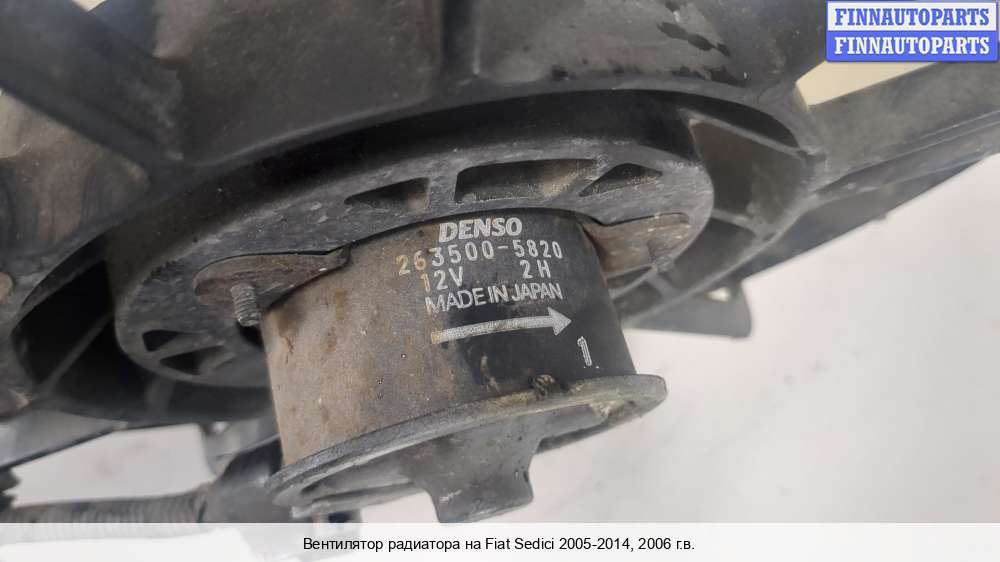 FINNAUTOPARTS
FINNAUTOPARTS
DENSO
263500-5820
12V 2H
MADE IN JAPAN
1
Вентилятор радиатора на Fiat Sedici 2005-2014, 2006 г.в.